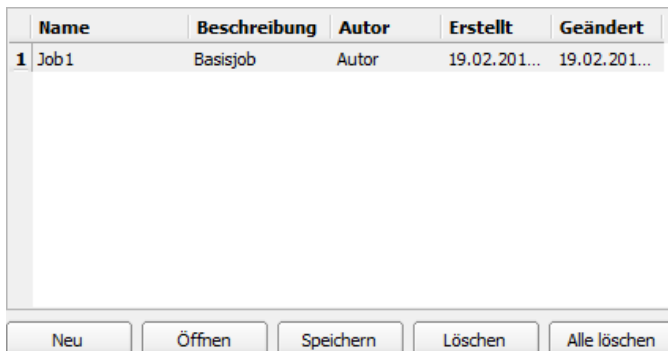 Name Beschreibung Autor Erstellt Geändert
1 Job1 Basisjob Autor 19.02.201... 19.02.201...
Neu Öffnen Speichern Löschen Alle löschen